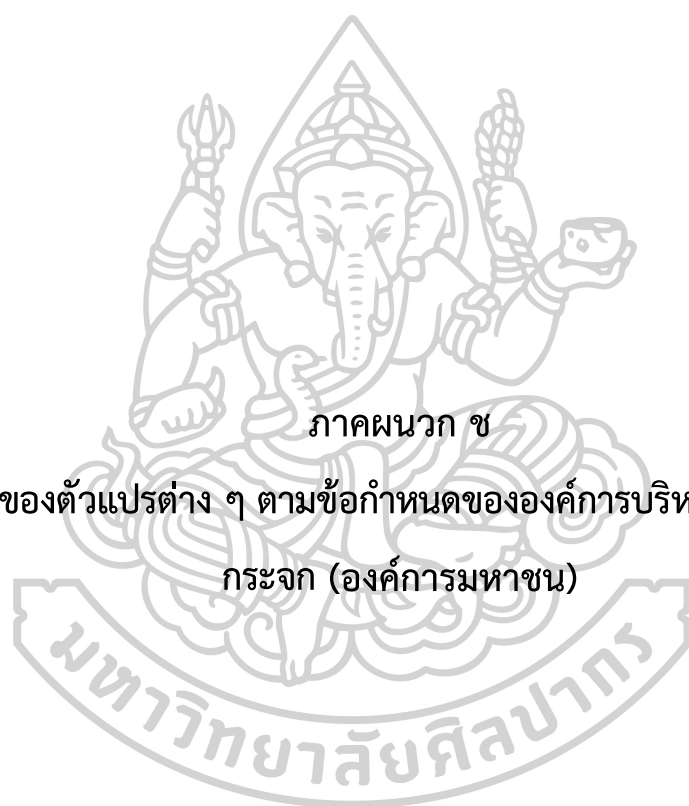 ภาคผนวก ช
ของตัวแปรต่าง ๆ ตามข้อกำหนดขององค์การบริห
กระจก (องค์การมหาชน)
มหาวิทยาลัยศิลปากร